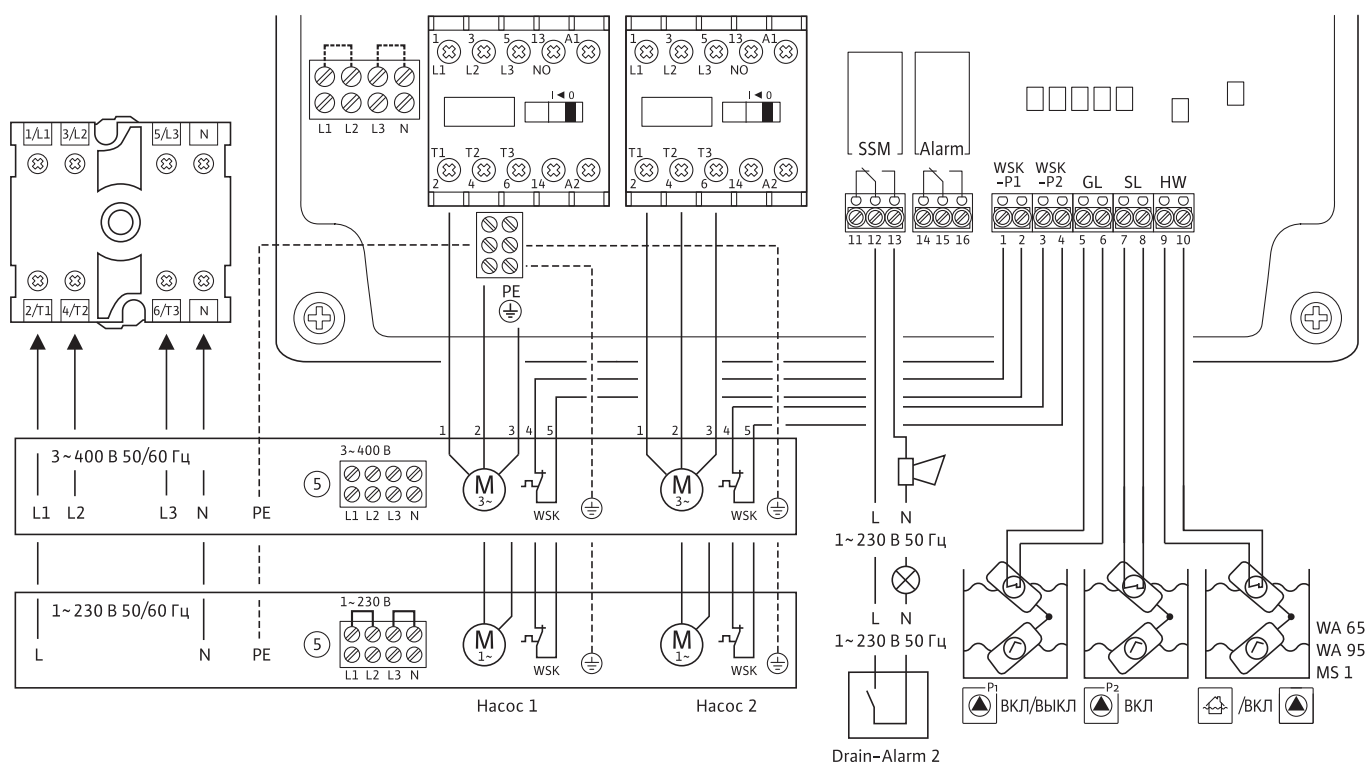 1 3 5 13 A1
L1 L2 L3 NO
I ◄ 0
T1 T2 T3
2 4 6 14 A2
1 3 5 13 A1
L1 L2 L3 NO
I ◄ 0
T1 T2 T3
2 4 6 14 A2
L1 L2 L3 N
1/L1 3/L2 5/L3 N
2/T1 4/T2 6/T3 N
SSM Alarm
WSK-P1 WSK-P2 GL SL HW
11 12 13 14 15 16 1 2 3 4 5 6 7 8 9 10
PE
1 2 3 4 5 1 2 3 4 5
3~400 В 50/60 Гц
3~400 В
5
L1 L2 L3 N
L1 L2 L3 N PE
M
3~
WSK
M
3~
WSK
L N
1~230 В 50 Гц
1~230 В 50/60 Гц
1~230 В
5
L1 L2 L3 N
L N PE
M
1~
WSK
M
1~
WSK
L N
1~230 В 50 Гц
WA 65
WA 95
MS 1
Насос 1 Насос 2
P1 ВКЛ/ВЫКЛ P2 ВКЛ /ВКЛ
Drain-Alarm 2